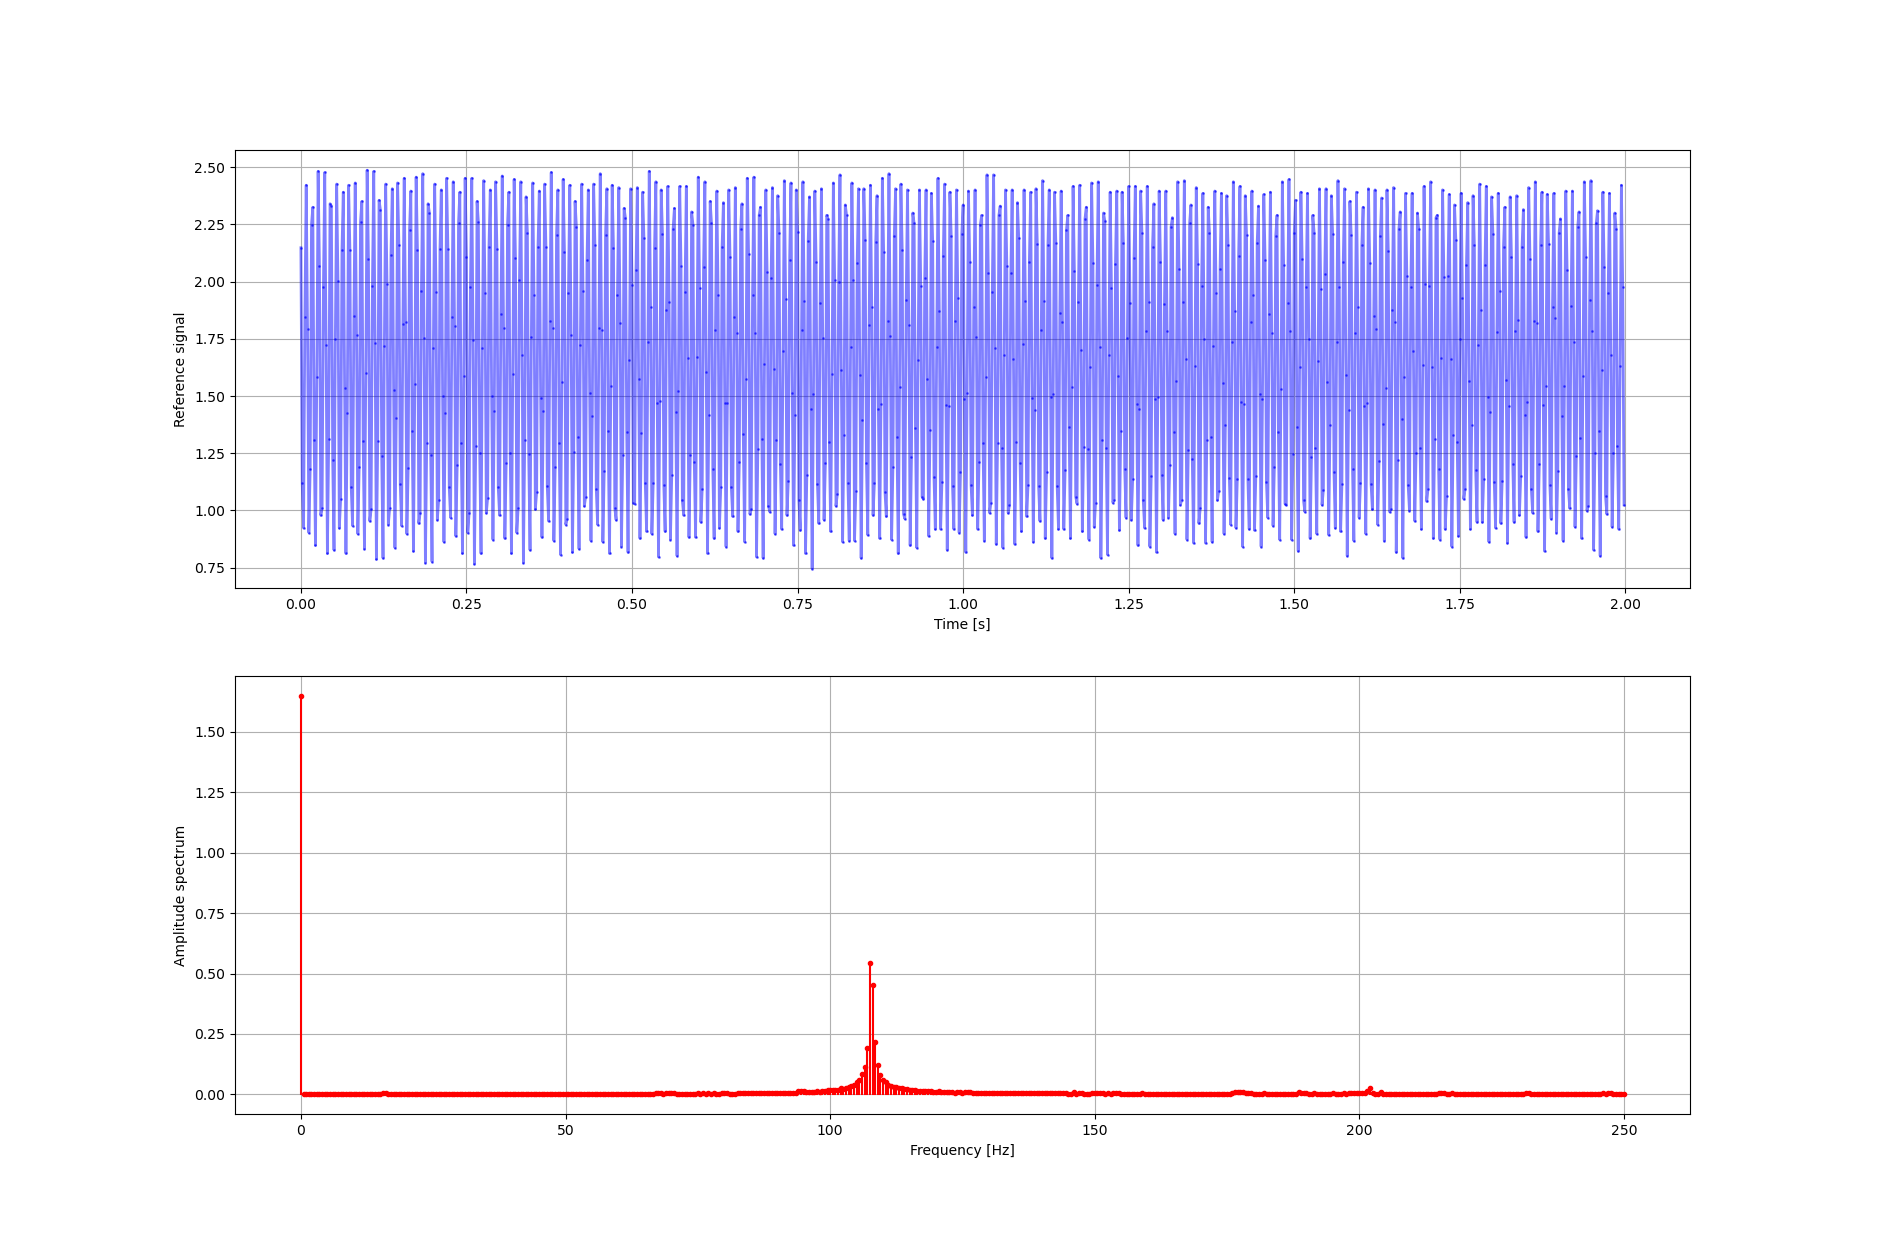 2.50
2.25
2.00
1.75
1.50
1.25
1.00
0.75
Reference signal
0.00 0.25 0.50 0.75 1.00 1.25 1.50 1.75 2.00
Time [s]
1.50
1.25
1.00
0.75
0.50
0.25
0.00
Amplitude spectrum
0 50 100 150 200 250
Frequency [Hz]